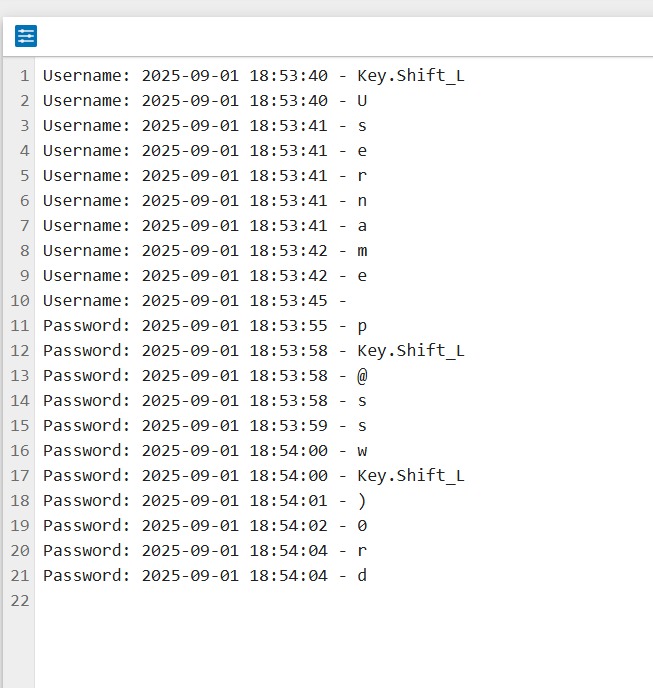 1 Username: 2025-09-01 18:53:40 - Key.Shift_L
2 Username: 2025-09-01 18:53:40 - U
3 Username: 2025-09-01 18:53:41 - s
4 Username: 2025-09-01 18:53:41 - e
5 Username: 2025-09-01 18:53:41 - r
6 Username: 2025-09-01 18:53:41 - n
7 Username: 2025-09-01 18:53:41 - a
8 Username: 2025-09-01 18:53:42 - m
9 Username: 2025-09-01 18:53:42 - e
10 Username: 2025-09-01 18:53:45 -
11 Password: 2025-09-01 18:53:55 - p
12 Password: 2025-09-01 18:53:58 - Key.Shift_L
13 Password: 2025-09-01 18:53:58 - @
14 Password: 2025-09-01 18:53:58 - s
15 Password: 2025-09-01 18:53:59 - s
16 Password: 2025-09-01 18:54:00 - w
17 Password: 2025-09-01 18:54:00 - Key.Shift_L
18 Password: 2025-09-01 18:54:01 - )
19 Password: 2025-09-01 18:54:02 - 0
20 Password: 2025-09-01 18:54:04 - r
21 Password: 2025-09-01 18:54:04 - d
22